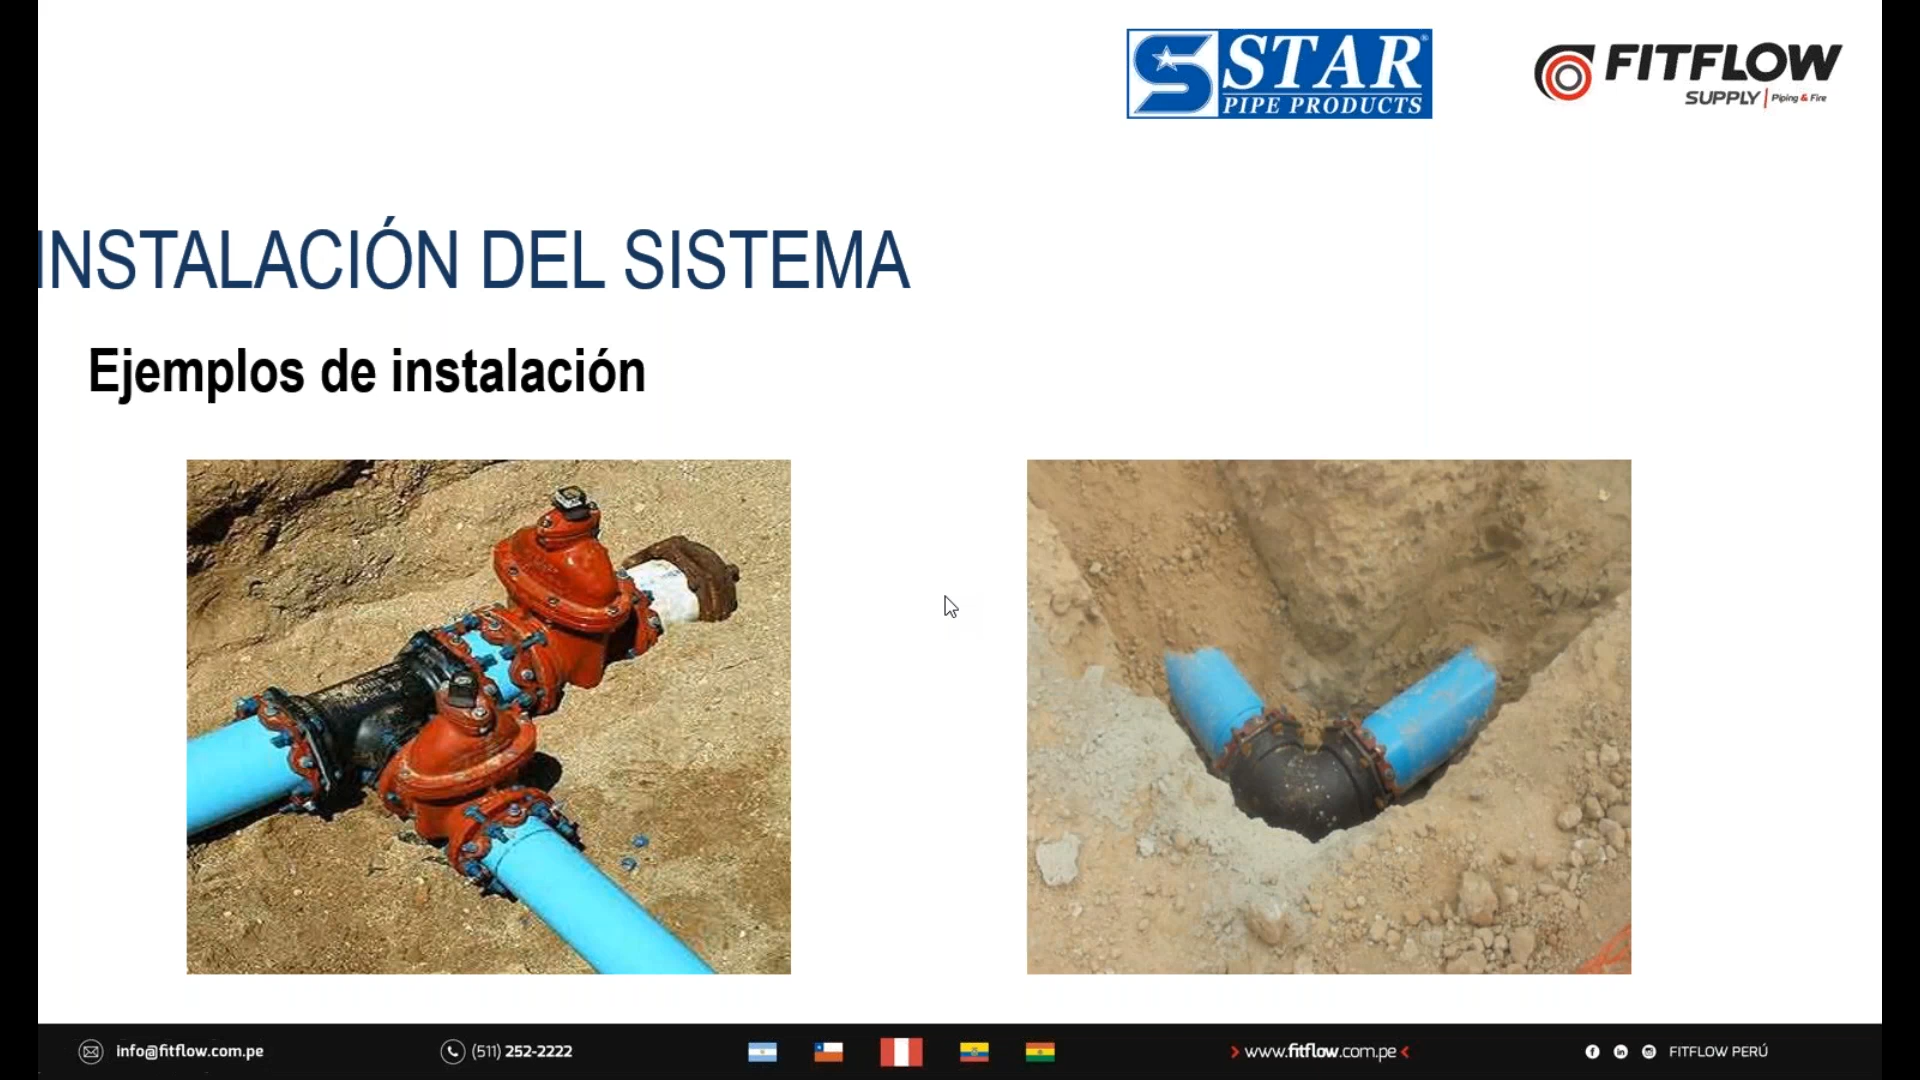 STAR®
PIPE PRODUCTS
FITFLOW
SUPPLY | Piping & Fire
INSTALACIÓN DEL SISTEMA
Ejemplos de instalación
info@fitflow.com.pe
(511) 252-2222
www.fitflow.com.pe
FITFLOW PERÚ